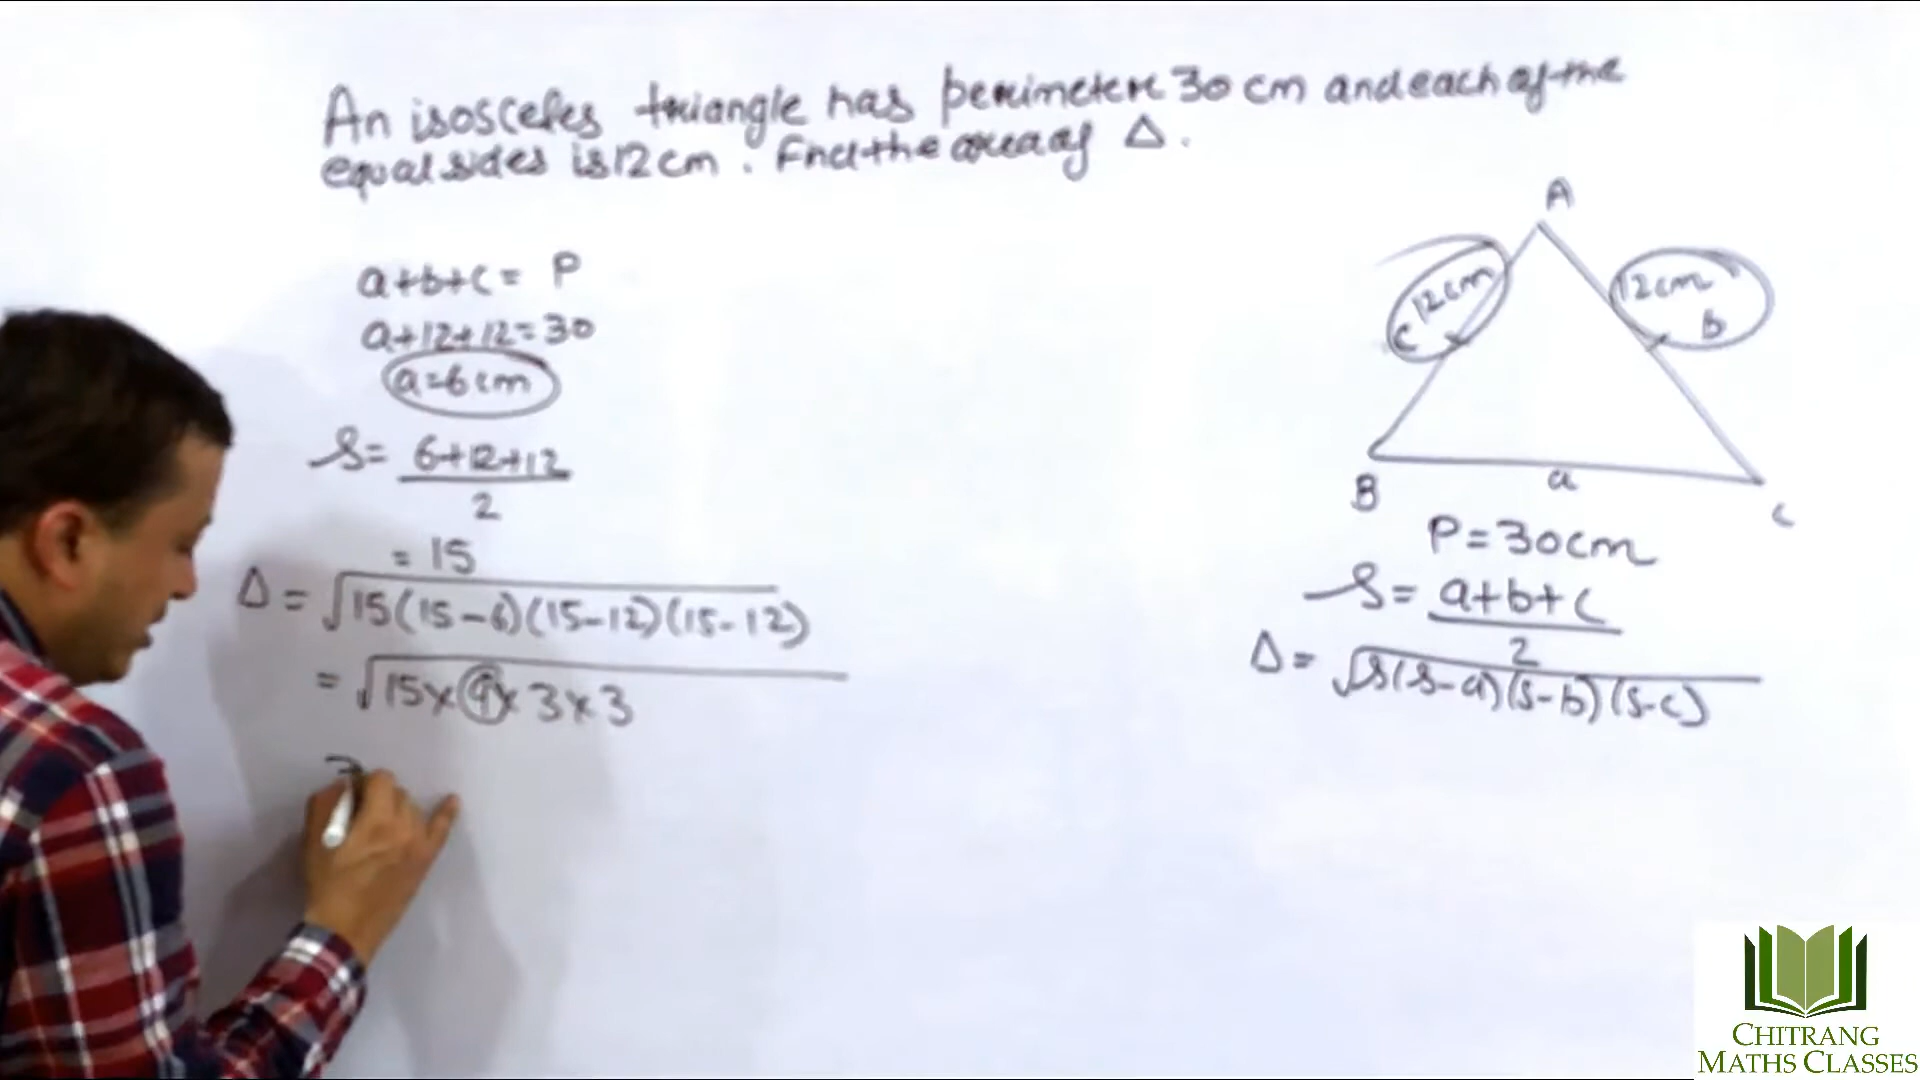 An isosceles triangle has perimeter 30 cm and each of the
equal sides is 12 cm. Find the area of Δ.
a+b+c = P
a+12+12=30
a=6cm
S= 6+12+12
2
= 15
Δ = √15(15-6)(15-12)(15-12)
= √15×9×3×3
A
12cm
c
12cm
b
B
a
C
P=30cm
S= a+b+c
2
Δ= √s(s-a)(s-b)(s-c)
CHITRANG
MATHS CLASSES